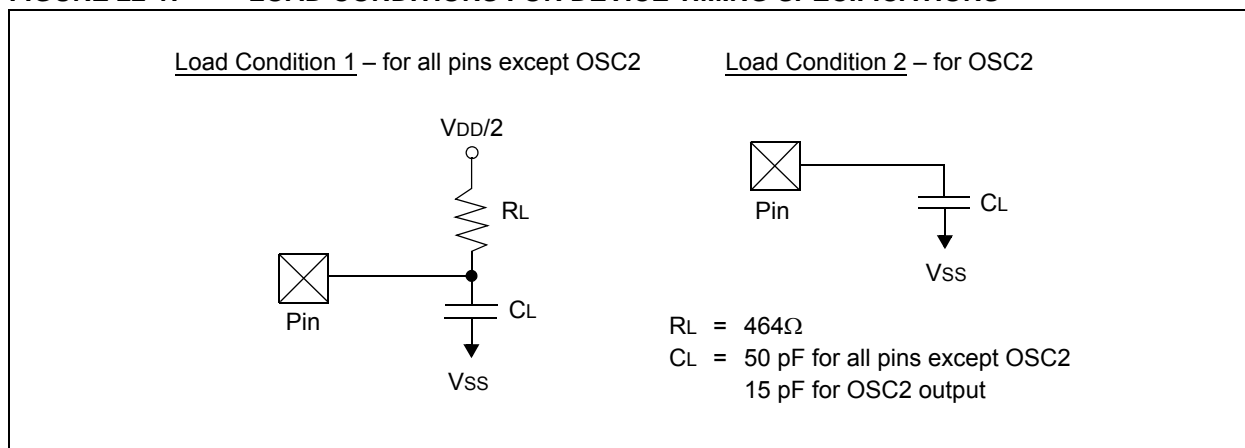 Load Condition 1 – for all pins except OSC2
VDD/2
RL
Pin
CL
VSS
Load Condition 2 – for OSC2
Pin
CL
VSS
RL = 464Ω
CL = 50 pF for all pins except OSC2
15 pF for OSC2 output